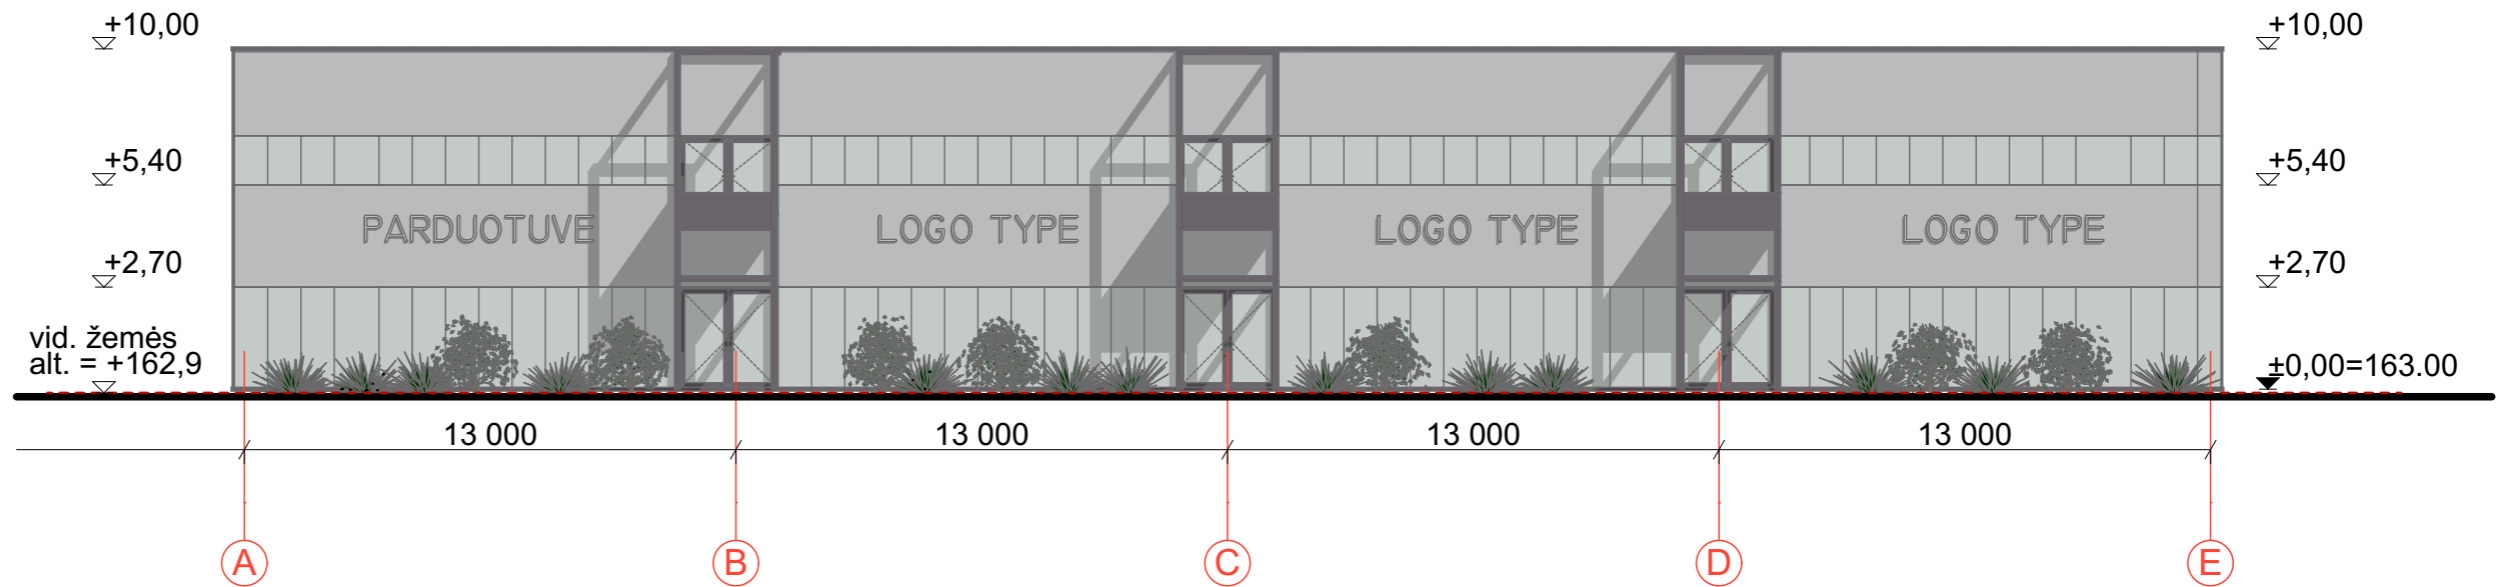 +10,00
+10,00
+5,40
+5,40
PARDUOTUVE
LOGO TYPE
LOGO TYPE
LOGO TYPE
+2,70
+2,70
vid. žemės
alt. = +162,9
±0,00=163.00
13 000
13 000
13 000
13 000
A
B
C
D
E